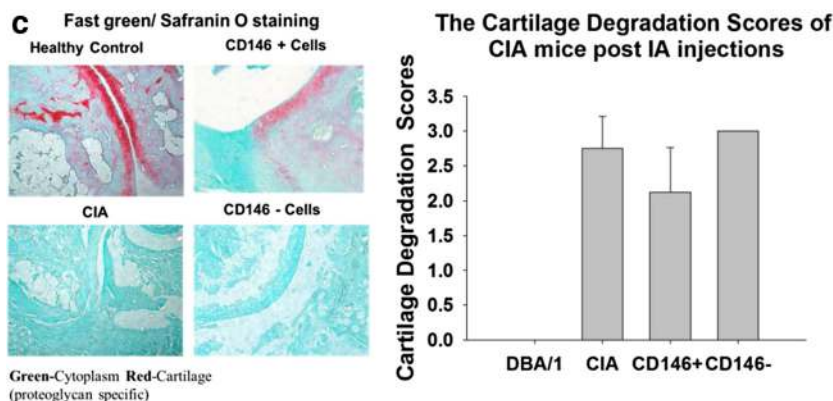 c
Fast green/ Safranin O staining
Healthy Control
CD146 + Cells
CIA
CD146 - Cells
Green-Cytoplasm Red-Cartilage
(proteoglycan specific)
The Cartilage Degradation Scores of
CIA mice post IA injections
Cartilage Degradation Scores
3.5
3.0
2.5
2.0
1.5
1.0
0.5
0.0
DBA/1 CIA CD146+ CD146-